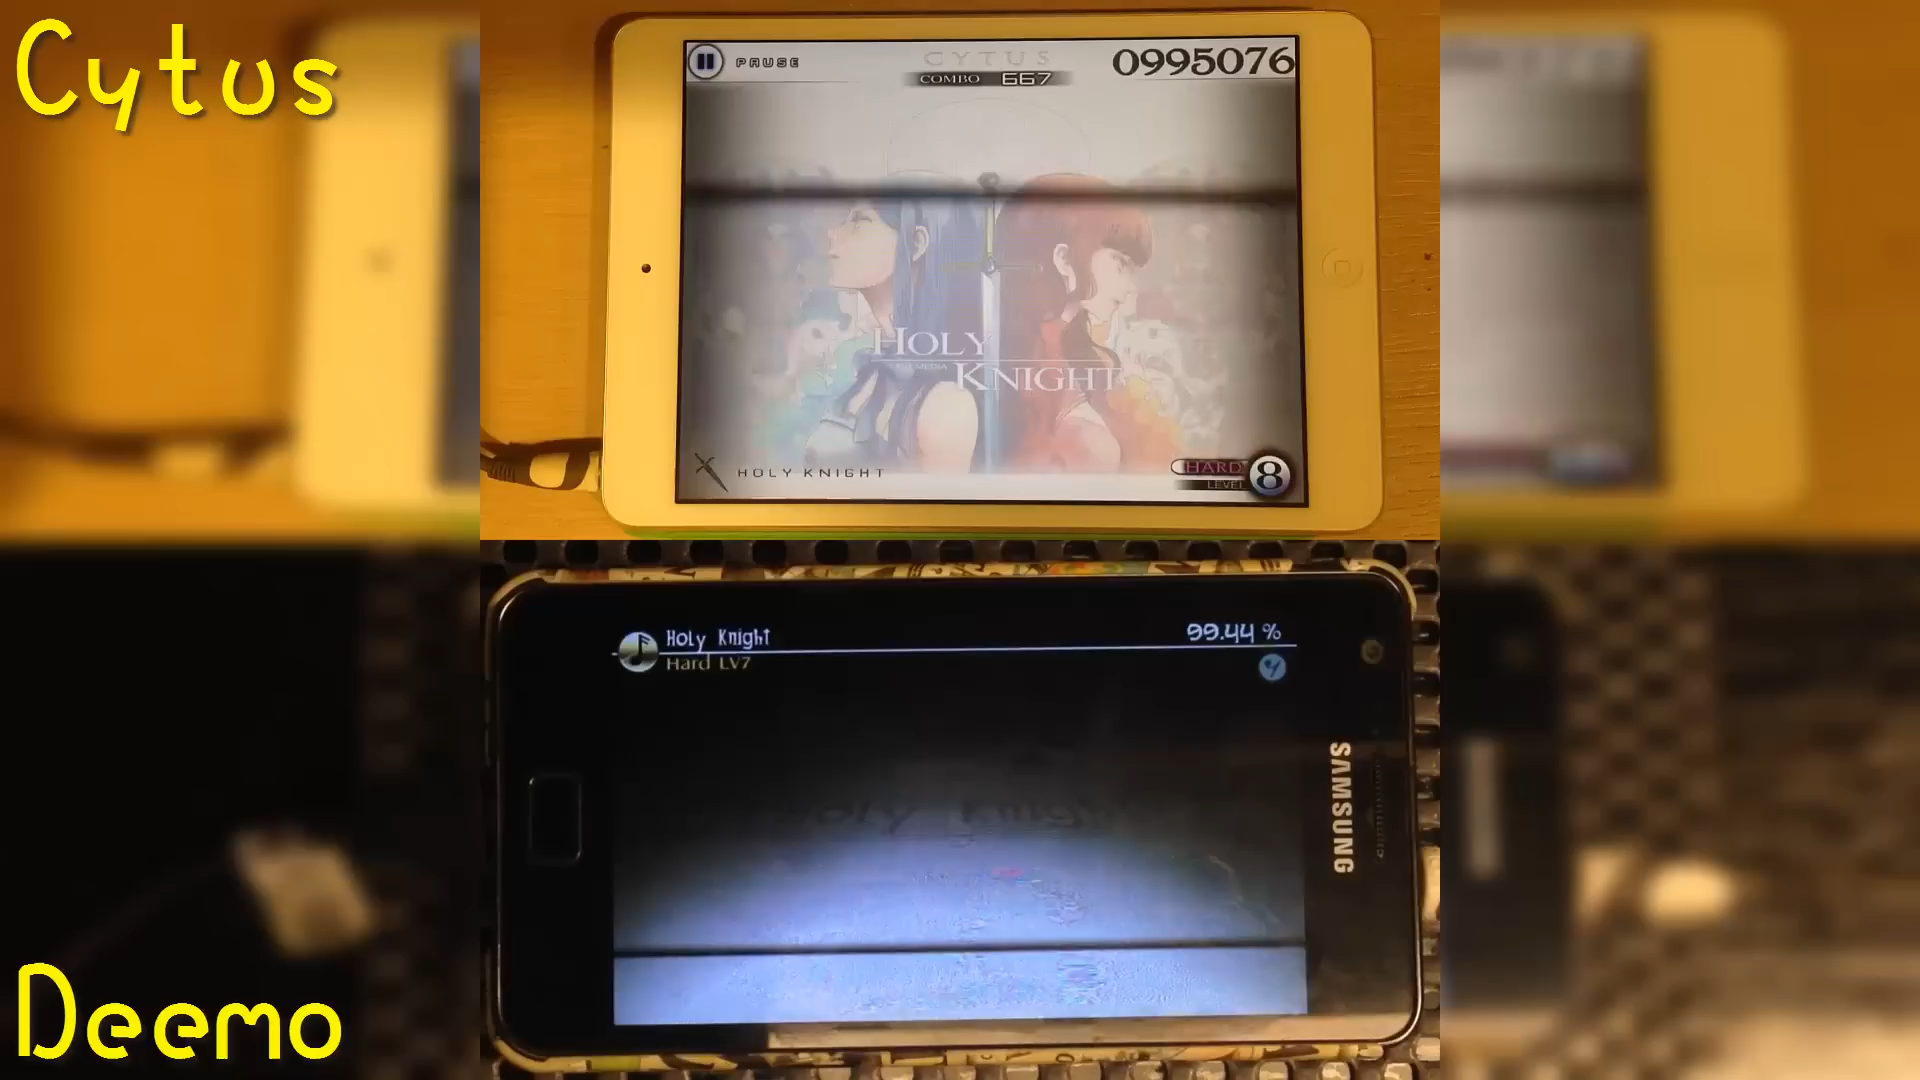 Cytus
PAUSE
CYTUS
COMBO 667
0995076
HOLY
KNIGHT
HOLY KNIGHT
HARD
LEVEL
8
Holy Knight
99.44 %
Hard LV7
SAMSUNG
Deemo